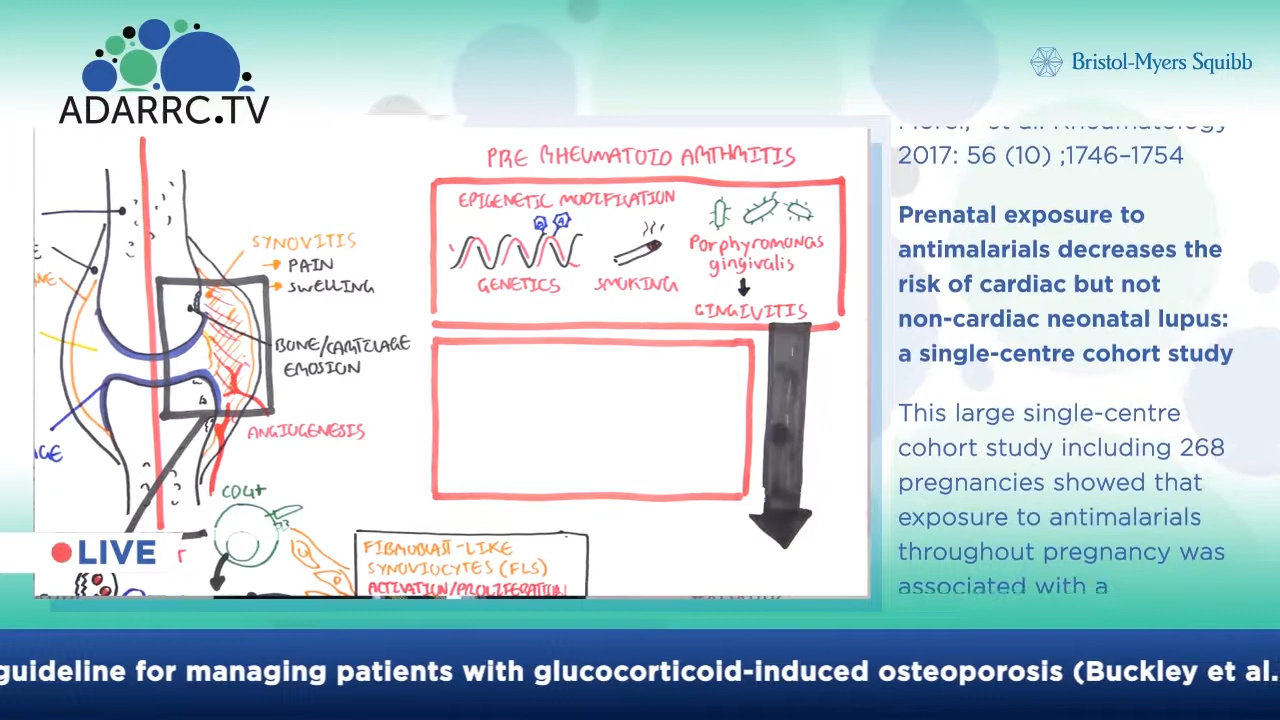 ADARRC.TV
Bristol-Myers Squibb
PRE RHEUMATOID ARTHRITIS
EPIGENETIC MODIFICATION
GENETICS
SMOKING
Porphyromonas
gingivalis
GINGIVITIS
SYNOVITIS
PAIN
SWELLING
BONE/CARTELAGE
EROSION
ANGIOGENESIS
CD4+
FIBROBLAST-LIKE
SYNOVIOCYTES (FLS)
ACTIVATION/PROLIFERATION
LIVE
et al. Rheumatology
2017: 56 (10) ;1746–1754
Prenatal exposure to
antimalarials decreases the
risk of cardiac but not
non-cardiac neonatal lupus:
a single-centre cohort study
This large single-centre
cohort study including 268
pregnancies showed that
exposure to antimalarials
throughout pregnancy was
associated with a
guideline for managing patients with glucocorticoid-induced osteoporosis (Buckley et al.